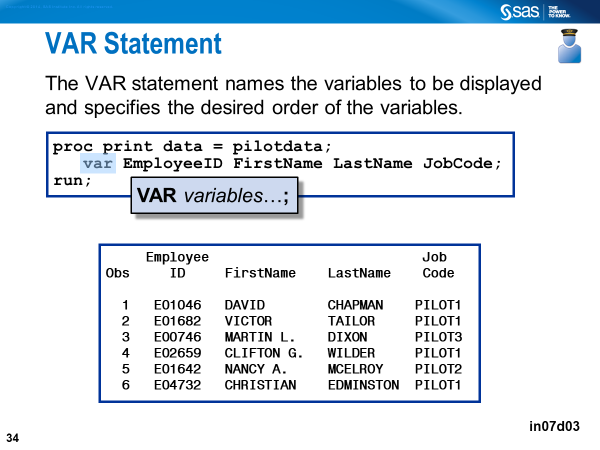 sas THE POWER TO KNOW.
VAR Statement
The VAR statement names the variables to be displayed
and specifies the desired order of the variables.
proc print data = pilotdata;
var EmployeeID FirstName LastName JobCode;
run;
VAR variables…;
Employee Job
Obs ID FirstName LastName Code
1 E01046 DAVID CHAPMAN PILOT1
2 E01682 VICTOR TAILOR PILOT1
3 E00746 MARTIN L. DIXON PILOT3
4 E02659 CLIFTON G. WILDER PILOT1
5 E01642 NANCY A. MCELROY PILOT2
6 E04732 CHRISTIAN EDMINSTON PILOT1
in07d03
34